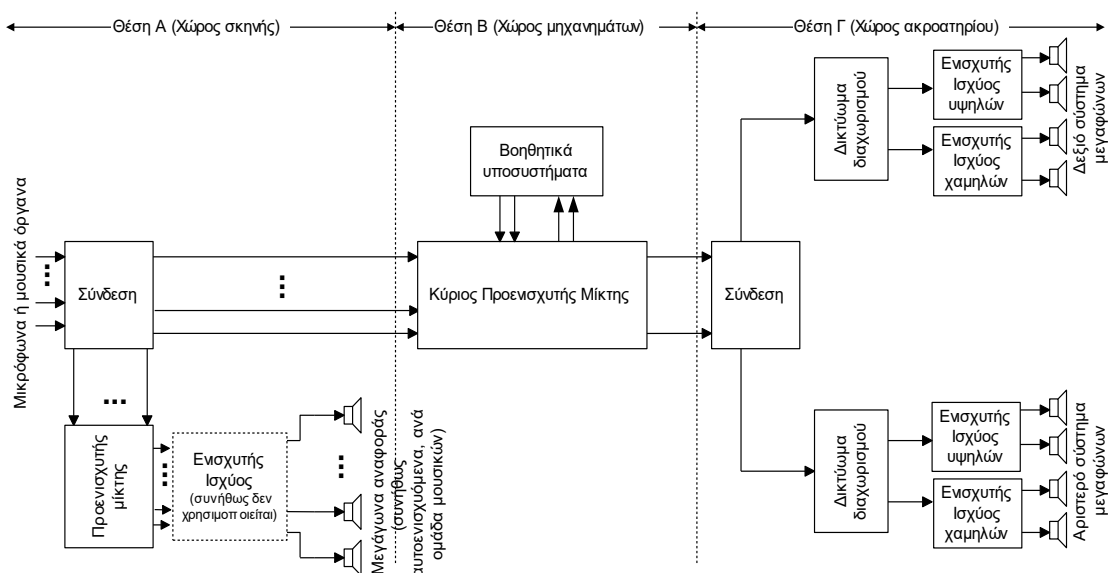 Θέση Α (Χώρος σκηνής)
Θέση Β (Χώρος μηχανημάτων)
Θέση Γ (Χώρος ακροατηρίου)
Μικρόφωνα ή μουσικά όργανα
Σύνδεση
Προενισχυτής
μίκτης
Ενισχυτής
Ισχύος
(συνήθως δεν
χρησιμοποιείται)
Μεγάγωνα αναφοράς
(συνήθως
αυτοενισχυόμενα, ανά
ομάδα μουσικών)
Βοηθητικά
υποσυστήματα
Κύριος Προενισχυτής Μίκτης
Σύνδεση
Δικτύωμα
διαχωρισμού
Ενισχυτής
Ισχύος
υψηλών
Ενισχυτής
Ισχύος
χαμηλών
Δεξιό σύστημα
μεγαφώνων
Δικτύωμα
διαχωρισμού
Ενισχυτής
Ισχύος
υψηλών
Ενισχυτής
Ισχύος
χαμηλών
Αριστερό σύστημα
μεγαφώνων